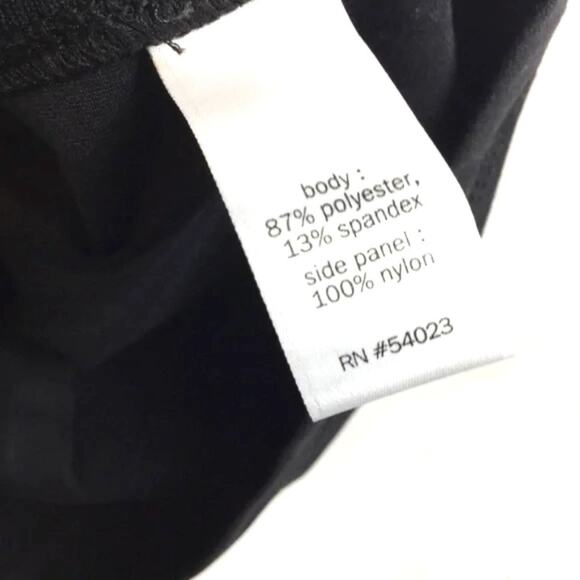 body :
87% polyester,
13% spandex
side panel :
100% nylon
RN #54023